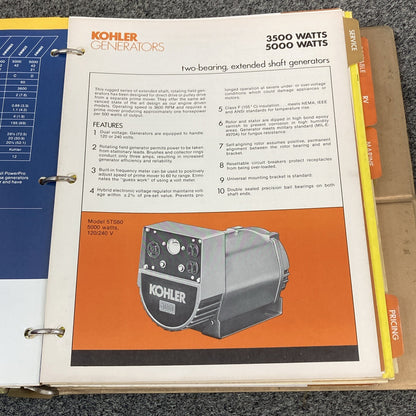 KOHLER
GENERATORS
3500 WATTS
5000 WATTS
two-bearing, extended shaft generators
This rugged series of extended shaft, rotating field generators has been designed for direct drive or pulley drive from a separate prime mover. They offer the same advanced state of the art design as our engine driven models. Operating speed is 3600 RPM and requires a prime mover producing approximately one horsepower per 500 watts of output.
FEATURES
1 Dual voltage. Generators are equipped to handle
120 or 240 volts.
2 Rotating field generator permits power to be taken
from stationary leads. Brushes and collector rings
conduct only three amps, resulting in increased
generator efficiency and reliability.
3 Built-in frequency meter can be used to positively
adjust speed of prime mover to 60 hz range. Elim-
inates the "guess work" of using a volt meter.
4 Hybrid electronic voltage regulator maintains volt-
age within ±2% of pre-set value. Prevents pro-
longed operation at severe under- or over-voltage
conditions which could damage appliances or
motors.
5 Class F (155° C) insulation . . . meets NEMA, IEEE
and ANSI standards for temperature rise.
6 Rotor and stator are dipped in high bond epoxy
varnish to prevent corrosion in high humidity
areas. Generator meets military standard (MIL-E-
4970A) for fungus resistance.
7 Self-aligning rotor assures positive, permanent
alignment between the rotor bearing and end
bracket.
8 Resettable circuit breakers protect receptacles
from being over-loaded.
9 Universal mounting bracket is standard.
10 Double sealed precision ball bearings on both
shaft ends.
Model 5TS60
5000 watts,
120/240 V
KOHLER
SERVICE
RV
MARINE
PRICING